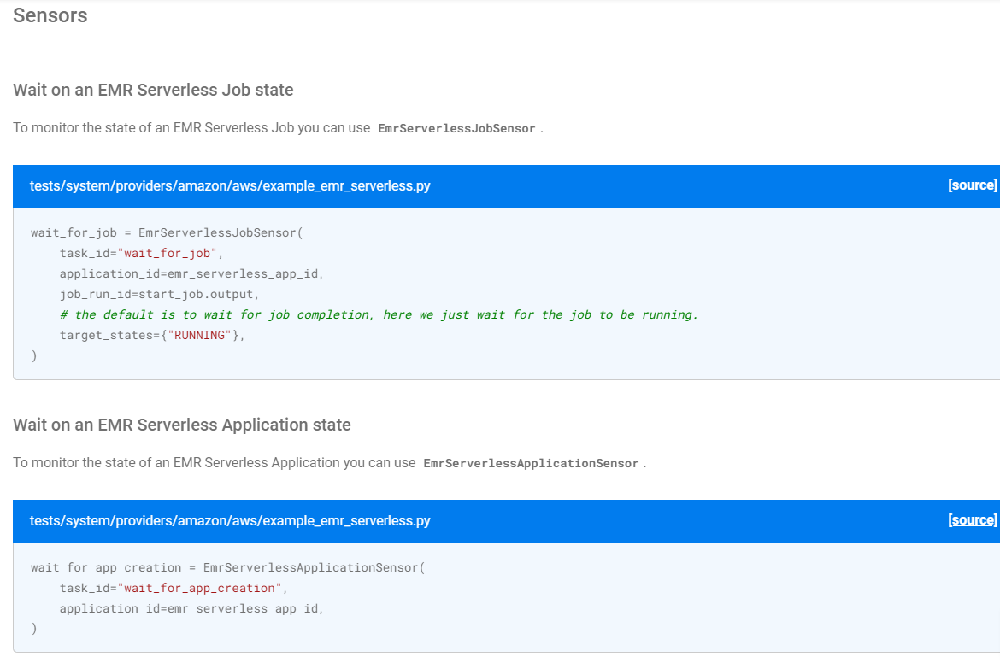 Sensors
Wait on an EMR Serverless Job state
To monitor the state of an EMR Serverless Job you can use EmrServerlessJobSensor .
tests/system/providers/amazon/aws/example_emr_serverless.py [source]
wait_for_job = EmrServerlessJobSensor(
    task_id="wait_for_job",
    application_id=emr_serverless_app_id,
    job_run_id=start_job.output,
    # the default is to wait for job completion, here we just wait for the job to be running.
    target_states={"RUNNING"},
)
Wait on an EMR Serverless Application state
To monitor the state of an EMR Serverless Application you can use EmrServerlessApplicationSensor .
tests/system/providers/amazon/aws/example_emr_serverless.py [source]
wait_for_app_creation = EmrServerlessApplicationSensor(
    task_id="wait_for_app_creation",
    application_id=emr_serverless_app_id,
)